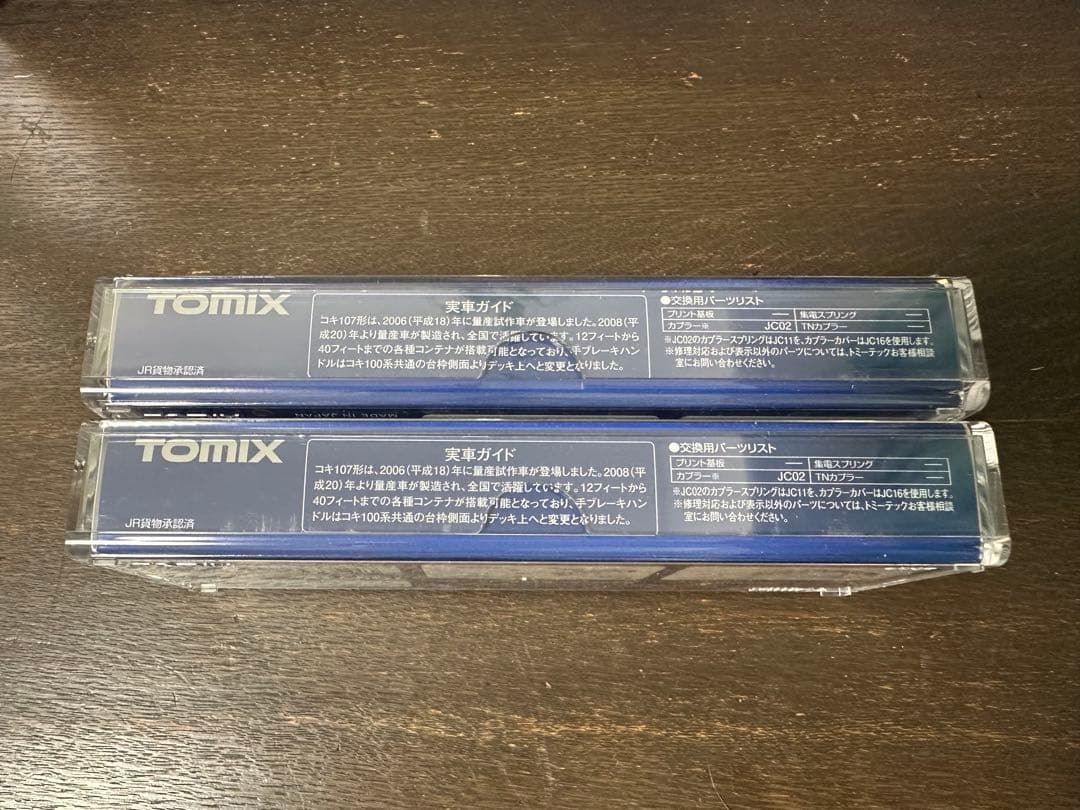 TOMIX
実車ガイド
コキ107形は、2006(平成18)年に量産試作車が登場しました。2008(平
成20)年より量産車が製造され、全国で活躍しています。12フィートから
40フィートまでの各種コンテナが搭載可能となっており、手ブレーキハン
ドルはコキ100系共通の台枠側面よりデッキ上へと変更となりました。
JR貨物承認済
●交換用パーツリスト
プリント基板 ── 集電スプリング ──
カプラー※ JC02 TNカプラー ──
※JC02のカプラースプリングはJC11を、カプラーカバーはJC16を使用します。
※修理対応および表示以外のパーツについては、トミーテックお客様相談
室にお問い合わせください。
MADE IN JAPAN
TOMIX
実車ガイド
コキ107形は、2006(平成18)年に量産試作車が登場しました。2008(平
成20)年より量産車が製造され、全国で活躍しています。12フィートから
40フィートまでの各種コンテナが搭載可能となっており、手ブレーキハン
ドルはコキ100系共通の台枠側面よりデッキ上へと変更となりました。
JR貨物承認済
●交換用パーツリスト
プリント基板 ── 集電スプリング ──
カプラー※ JC02 TNカプラー ──
※JC02のカプラースプリングはJC11を、カプラーカバーはJC16を使用します。
※修理対応および表示以外のパーツについては、トミーテックお客様相談
室にお問い合わせください。